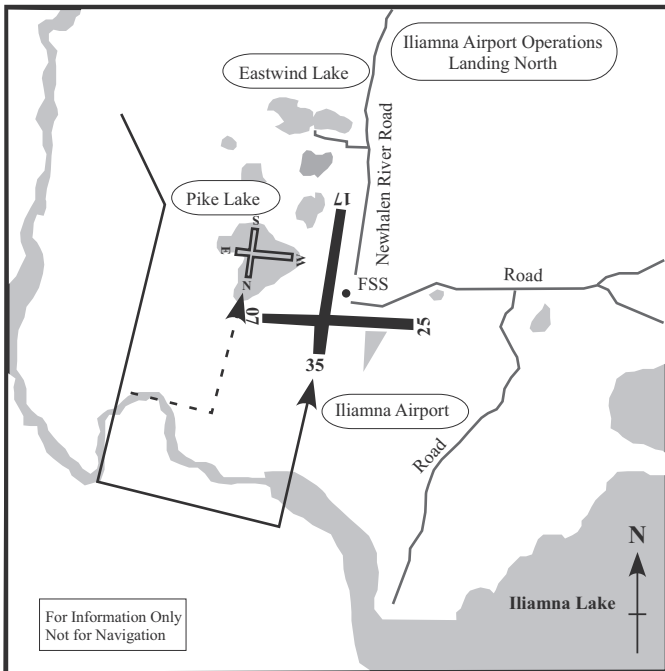 Iliamna Airport Operations
Landing North
Eastwind Lake
Newhalen River Road
Pike Lake
17
S
E
W
N
FSS
Road
07
25
35
Iliamna Airport
Road
N
Iliamna Lake
For Information Only
Not for Navigation